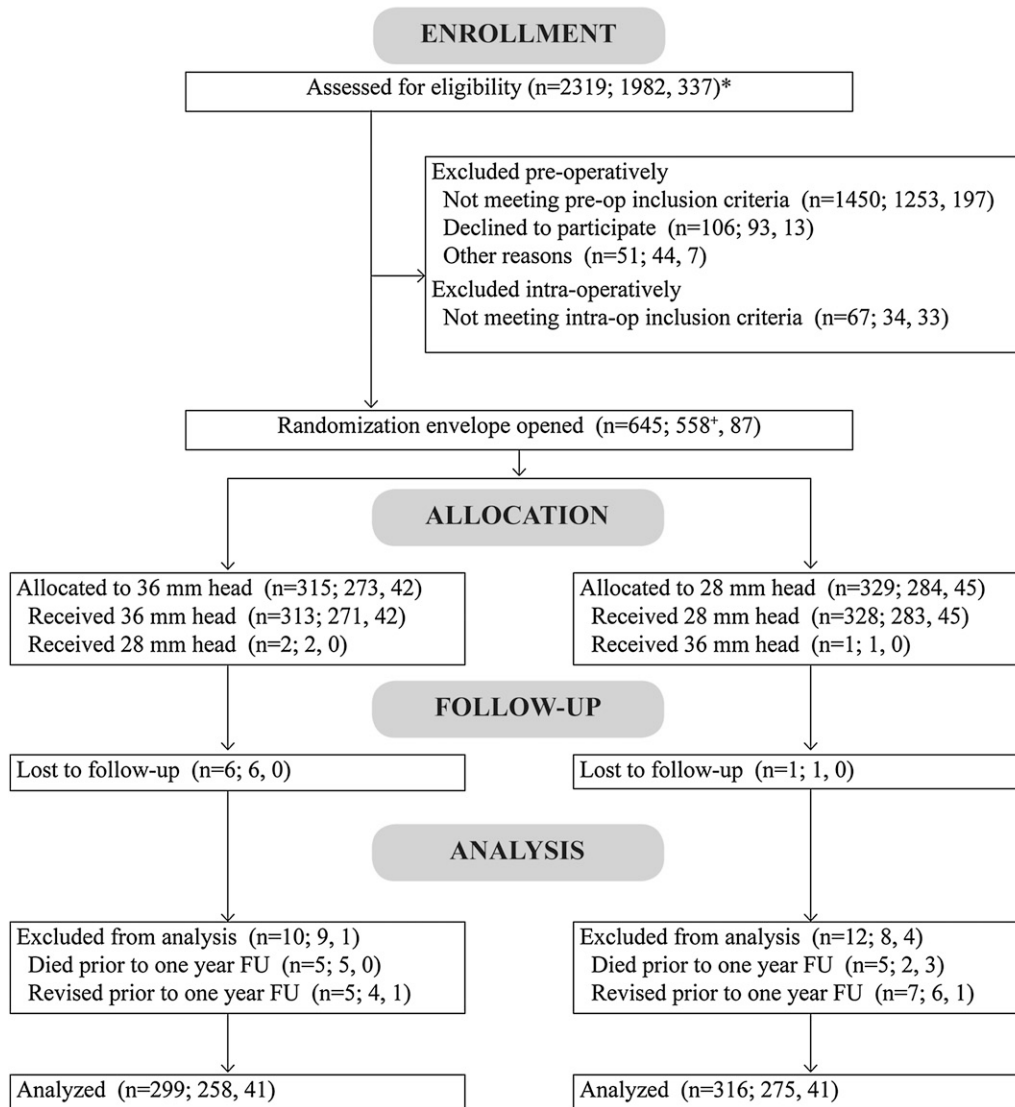 ENROLLMENT
Assessed for eligibility (n=2319; 1982, 337)*
Excluded pre-operatively
Not meeting pre-op inclusion criteria (n=1450; 1253, 197)
Declined to participate (n=106; 93, 13)
Other reasons (n=51; 44, 7)
Excluded intra-operatively
Not meeting intra-op inclusion criteria (n=67; 34, 33)
Randomization envelope opened (n=645; 558⁺, 87)
ALLOCATION
Allocated to 36 mm head (n=315; 273, 42)
Received 36 mm head (n=313; 271, 42)
Received 28 mm head (n=2; 2, 0)
Allocated to 28 mm head (n=329; 284, 45)
Received 28 mm head (n=328; 283, 45)
Received 36 mm head (n=1; 1, 0)
FOLLOW-UP
Lost to follow-up (n=6; 6, 0)
Lost to follow-up (n=1; 1, 0)
ANALYSIS
Excluded from analysis (n=10; 9, 1)
Died prior to one year FU (n=5; 5, 0)
Revised prior to one year FU (n=5; 4, 1)
Excluded from analysis (n=12; 8, 4)
Died prior to one year FU (n=5; 2, 3)
Revised prior to one year FU (n=7; 6, 1)
Analyzed (n=299; 258, 41)
Analyzed (n=316; 275, 41)